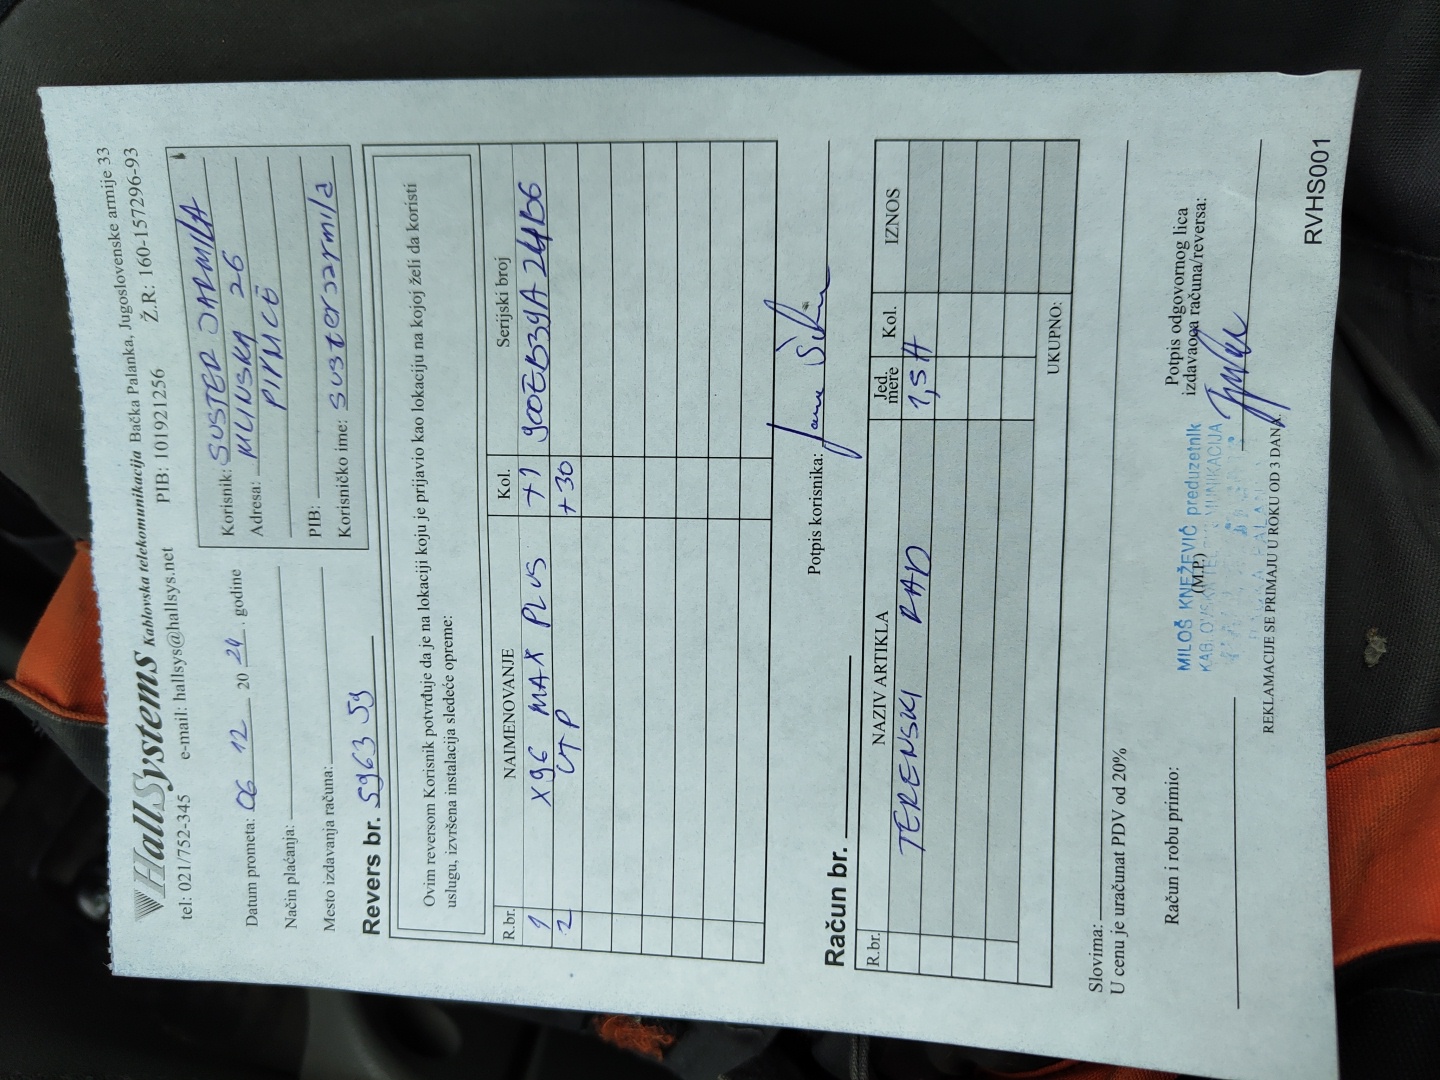 HallSystems Kablovska telekomunikacija Bačka Palanka, Jugoslovenske armije 33
tel: 021/752-345 e-mail: hallsys@hallsys.net PIB: 101921256 Ž.R: 160-157296-93
Datum prometa: 06 12 2024. godine
Način plaćanja:
Mesto izdavanja računa:
Korisnik: SUSTER JARMILA
Adresa: MLINSKA 26
PIVNICE
PIB:
Korisničko ime: susterjarmila
Revers br. 596359
Ovim reversom Korisnik potvrđuje da je na lokaciji koju je prijavio kao lokaciju na kojoj želi da koristi
uslugu, izvršena instalacija sledeće opreme:
R.br. NAIMENOVANJE Kol. Serijski broj
1 X96 MAX PLUS +1 900EB39A24B6
2 UTP +30
Potpis korisnika:
Račun br.
R.br. NAZIV ARTIKLA Jed. mere Kol. IZNOS
TERENSKI RAD 1,5H
UKUPNO:
Slovima:
U cenu je uračunat PDV od 20%
Račun i robu primio:
Potpis odgovornog lica
izdavaoga računa/reversa:
MILOŠ KNEŽEVIĆ preduzetnik
(M.P.)
REKLAMACIJE SE PRIMAJU U ROKU OD 3 DANA.
RVHS001